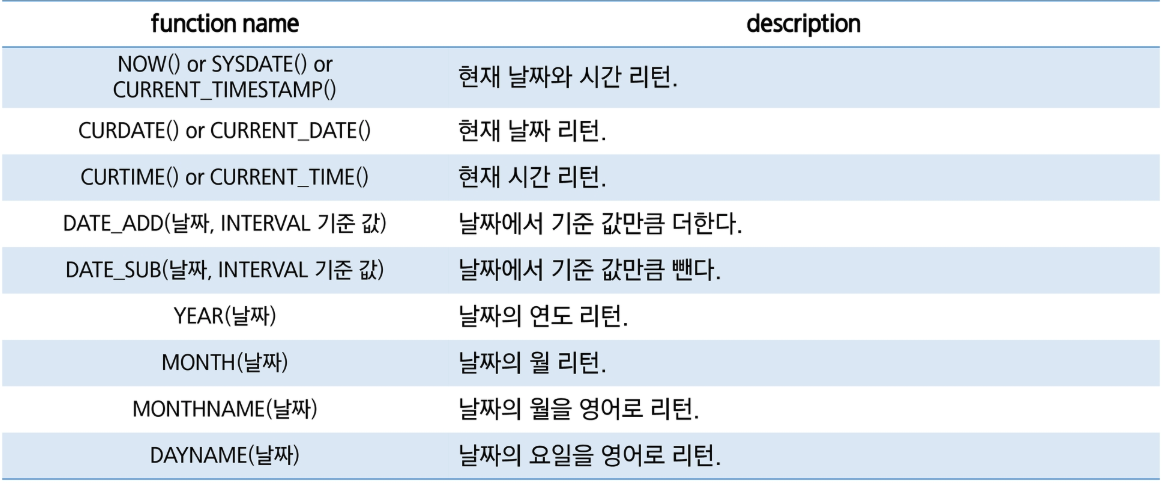 function name description
NOW() or SYSDATE() or
CURRENT_TIMESTAMP()
현재 날짜와 시간 리턴.
CURDATE() or CURRENT_DATE() 현재 날짜 리턴.
CURTIME() or CURRENT_TIME() 현재 시간 리턴.
DATE_ADD(날짜, INTERVAL 기준 값) 날짜에서 기준 값만큼 더한다.
DATE_SUB(날짜, INTERVAL 기준 값) 날짜에서 기준 값만큼 뺀다.
YEAR(날짜) 날짜의 연도 리턴.
MONTH(날짜) 날짜의 월 리턴.
MONTHNAME(날짜) 날짜의 월을 영어로 리턴.
DAYNAME(날짜) 날짜의 요일을 영어로 리턴.